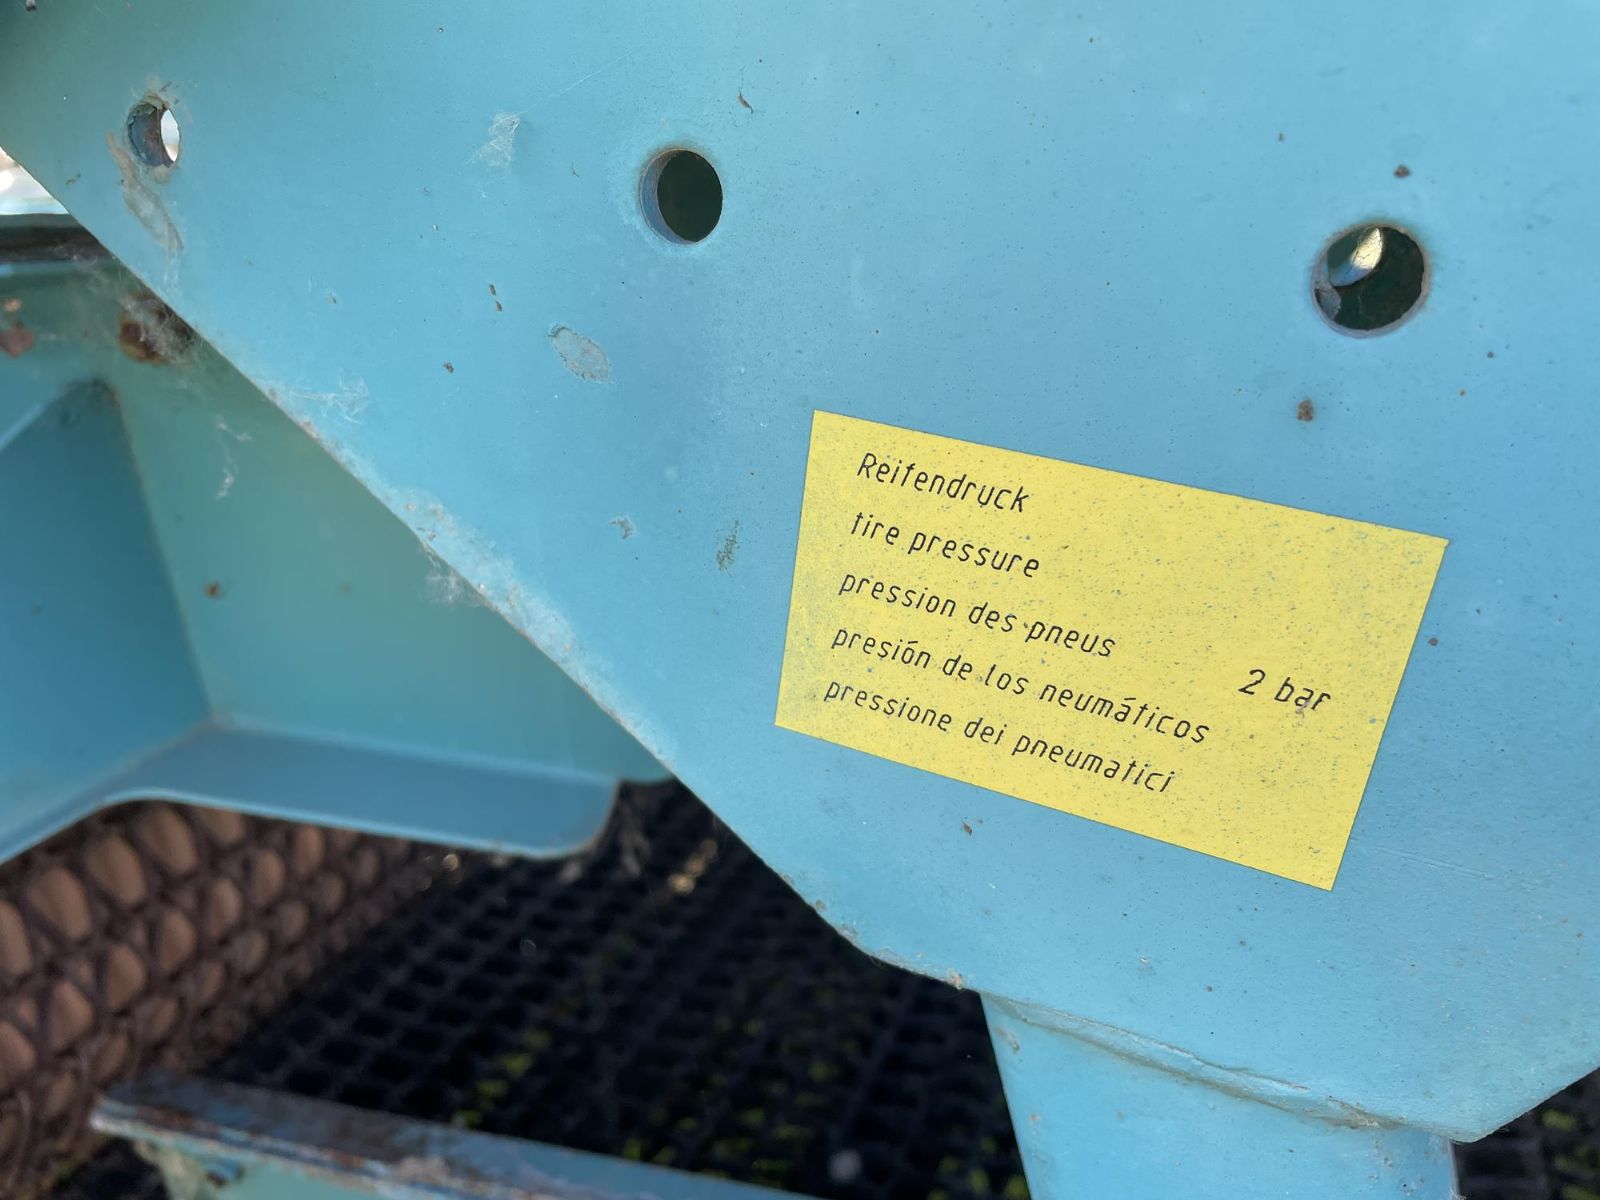 Reifendruck
tire pressure
pression des pneus
presión de los neumáticos
pressione dei pneumatici
2 bar